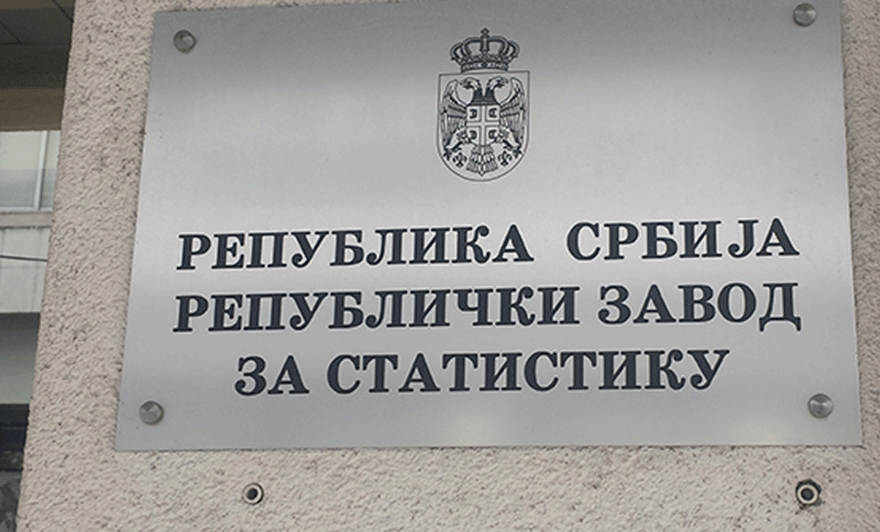 РЕПУБЛИКА СРБИЈА
РЕПУБЛИЧКИ ЗАВОД
ЗА СТАТИСТИКУ